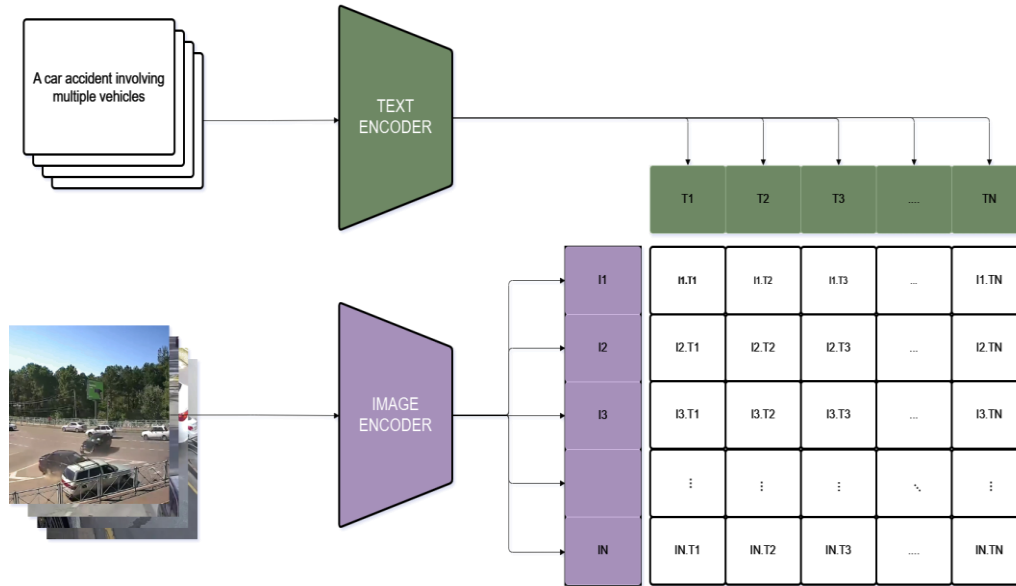 A car accident involving
multiple vehicles
TEXT
ENCODER
T1 T2 T3 .... TN
I1 I1.T1 I1.T2 I1.T3 ... I1.TN
I2 I2.T1 I2.T2 I2.T3 ... I2.TN
IMAGE
ENCODER
I3 I3.T1 I3.T2 I3.T3 ... I3.TN
⋮ ⋮ ⋮ ⋱ ⋮
IN IN.T1 IN.T2 IN.T3 .... IN.TN